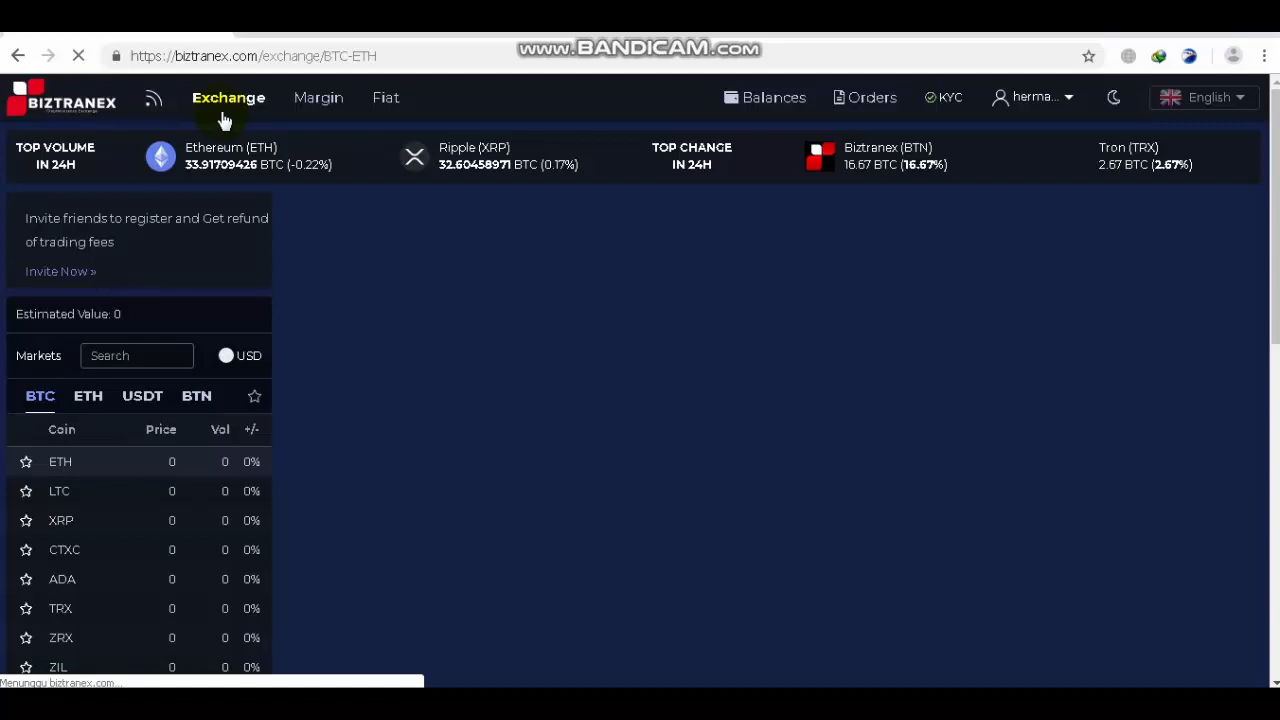 www.BANDICAM.com
https://biztranex.com/exchange/BTC-ETH
BIZTRANEX
Exchange
Margin
Fiat
Balances
Orders
KYC
herma...
English
TOP VOLUME
IN 24H
Ethereum (ETH)
33.91709426 BTC (-0.22%)
Ripple (XRP)
32.60458971 BTC (0.17%)
TOP CHANGE
IN 24H
Biztranex (BTN)
16.67 BTC (16.67%)
Tron (TRX)
2.67 BTC (2.67%)
Invite friends to register and Get refund
of trading fees
Invite Now »
Estimated Value: 0
Markets Search USD
BTC ETH USDT BTN
Coin Price Vol +/-
ETH 0 0 0%
LTC 0 0 0%
XRP 0 0 0%
CTXC 0 0 0%
ADA 0 0 0%
TRX 0 0 0%
ZRX 0 0 0%
ZIL 0 0 0%
Menunggu biztranex.com...